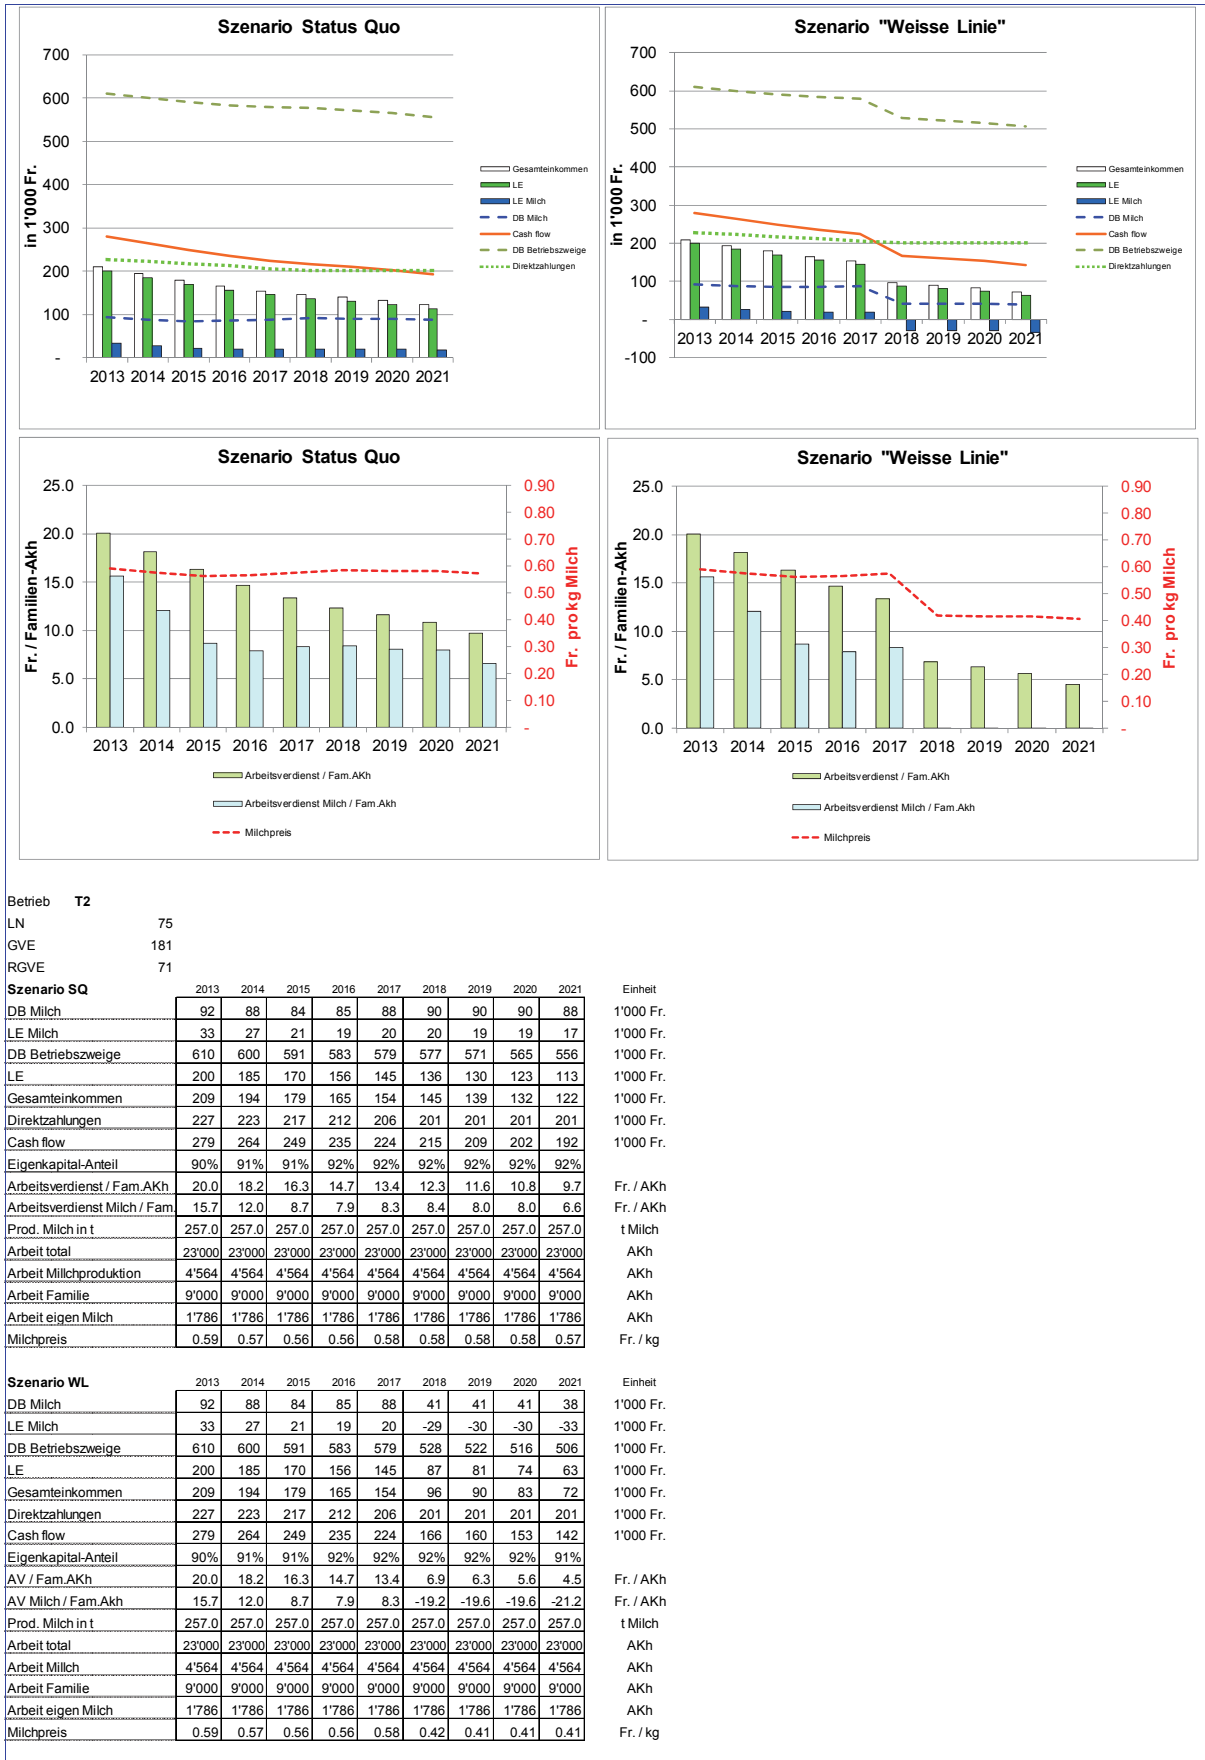 Szenario Status Quo
in 1'000 Fr.
700
600
500
400
300
200
100
-
2013 2014 2015 2016 2017 2018 2019 2020 2021
Gesamteinkommen
LE
LE Milch
DB Milch
Cash flow
DB Betriebszweige
Direktzahlungen
Szenario "Weisse Linie"
in 1'000 Fr.
700
600
500
400
300
200
100
-
-100
2013 2014 2015 2016 2017 2018 2019 2020 2021
Gesamteinkommen
LE
LE Milch
DB Milch
Cash flow
DB Betriebszweige
Direktzahlungen
Szenario Status Quo
Fr. / Familien-Akh
25.0
20.0
15.0
10.0
5.0
0.0
2013 2014 2015 2016 2017 2018 2019 2020 2021
0.90
0.80
0.70
0.60
0.50
0.40
0.30
0.20
0.10
-
Fr. pro kg Milch
Arbeitsverdienst / Fam.AKh
Arbeitsverdienst Milch / Fam.Akh
Milchpreis
Szenario "Weisse Linie"
Fr. / Familien-Akh
25.0
20.0
15.0
10.0
5.0
0.0
2013 2014 2015 2016 2017 2018 2019 2020 2021
0.90
0.80
0.70
0.60
0.50
0.40
0.30
0.20
0.10
-
Fr. pro kg Milch
Arbeitsverdienst / Fam.AKh
Arbeitsverdienst Milch / Fam.Akh
Milchpreis
Betrieb T2
LN 75
GVE 181
RGVE 71
Szenario SQ 2013 2014 2015 2016 2017 2018 2019 2020 2021 Einheit
DB Milch 92 88 84 85 88 90 90 90 88 1'000 Fr.
LE Milch 33 27 21 19 20 20 19 19 17 1'000 Fr.
DB Betriebszweige 610 600 591 583 579 577 571 565 556 1'000 Fr.
LE 200 185 170 156 145 136 130 123 113 1'000 Fr.
Gesamteinkommen 209 194 179 165 154 145 139 132 122 1'000 Fr.
Direktzahlungen 227 223 217 212 206 201 201 201 201 1'000 Fr.
Cash flow 279 264 249 235 224 215 209 202 192 1'000 Fr.
Eigenkapital-Anteil 90% 91% 91% 92% 92% 92% 92% 92% 92%
Arbeitsverdienst / Fam.AKh 20.0 18.2 16.3 14.7 13.4 12.3 11.6 10.8 9.7 Fr. / AKh
Arbeitsverdienst Milch / Fam. 15.7 12.0 8.7 7.9 8.3 8.4 8.0 8.0 6.6 Fr. / AKh
Prod. Milch in t 257.0 257.0 257.0 257.0 257.0 257.0 257.0 257.0 257.0 t Milch
Arbeit total 23'000 23'000 23'000 23'000 23'000 23'000 23'000 23'000 23'000 AKh
Arbeit Millchproduktion 4'564 4'564 4'564 4'564 4'564 4'564 4'564 4'564 4'564 AKh
Arbeit Familie 9'000 9'000 9'000 9'000 9'000 9'000 9'000 9'000 9'000 AKh
Arbeit eigen Milch 1'786 1'786 1'786 1'786 1'786 1'786 1'786 1'786 1'786 AKh
Milchpreis 0.59 0.57 0.56 0.56 0.58 0.58 0.58 0.58 0.57 Fr. / kg
Szenario WL 2013 2014 2015 2016 2017 2018 2019 2020 2021 Einheit
DB Milch 92 88 84 85 88 41 41 41 38 1'000 Fr.
LE Milch 33 27 21 19 20 -29 -30 -30 -33 1'000 Fr.
DB Betriebszweige 610 600 591 583 579 528 522 516 506 1'000 Fr.
LE 200 185 170 156 145 87 81 74 63 1'000 Fr.
Gesamteinkommen 209 194 179 165 154 96 90 83 72 1'000 Fr.
Direktzahlungen 227 223 217 212 206 201 201 201 201 1'000 Fr.
Cash flow 279 264 249 235 224 166 160 153 142 1'000 Fr.
Eigenkapital-Anteil 90% 91% 91% 92% 92% 92% 92% 92% 91%
AV / Fam.AKh 20.0 18.2 16.3 14.7 13.4 6.9 6.3 5.6 4.5 Fr. / AKh
AV Milch / Fam.Akh 15.7 12.0 8.7 7.9 8.3 -19.2 -19.6 -19.6 -21.2 Fr. / AKh
Prod. Milch in t 257.0 257.0 257.0 257.0 257.0 257.0 257.0 257.0 257.0 t Milch
Arbeit total 23'000 23'000 23'000 23'000 23'000 23'000 23'000 23'000 23'000 AKh
Arbeit Millch 4'564 4'564 4'564 4'564 4'564 4'564 4'564 4'564 4'564 AKh
Arbeit Familie 9'000 9'000 9'000 9'000 9'000 9'000 9'000 9'000 9'000 AKh
Arbeit eigen Milch 1'786 1'786 1'786 1'786 1'786 1'786 1'786 1'786 1'786 AKh
Milchpreis 0.59 0.57 0.56 0.56 0.58 0.42 0.41 0.41 0.41 Fr. / kg